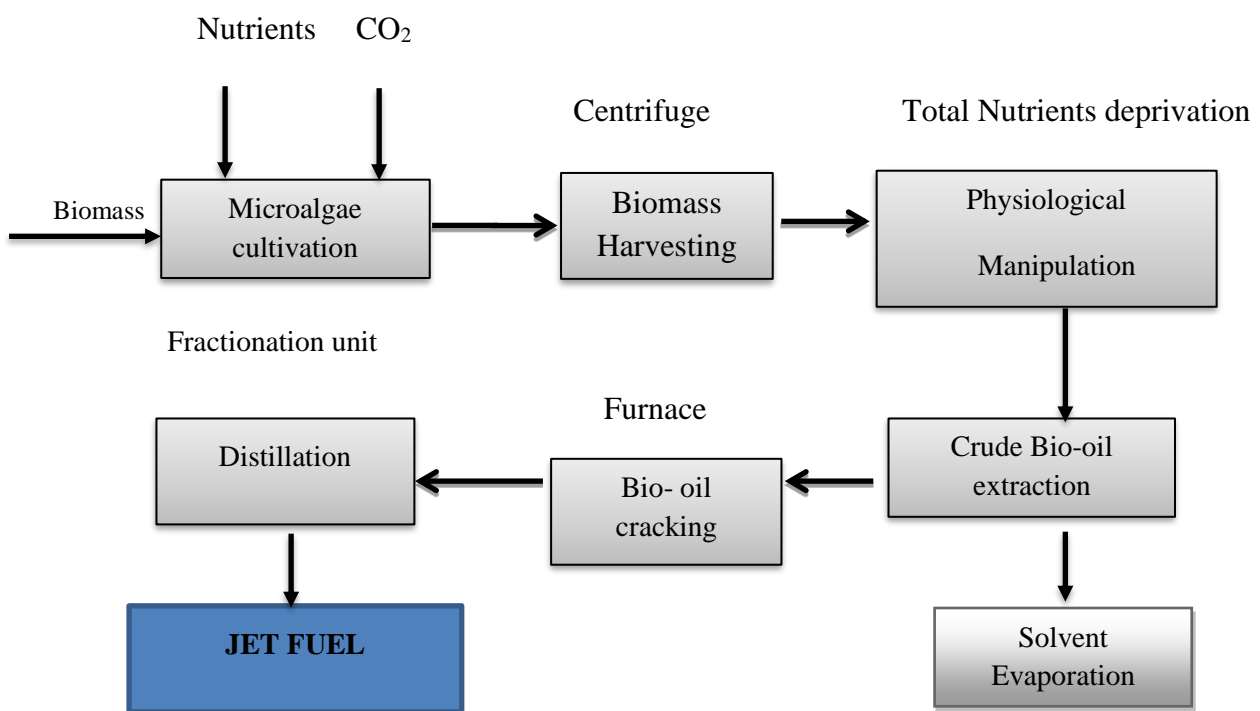 Nutrients CO₂
Centrifuge Total Nutrients deprivation
Biomass
Microalgae
cultivation
Biomass
Harvesting
Physiological
Manipulation
Fractionation unit
Furnace
Distillation
Bio- oil
cracking
Crude Bio-oil
extraction
JET FUEL
Solvent
Evaporation